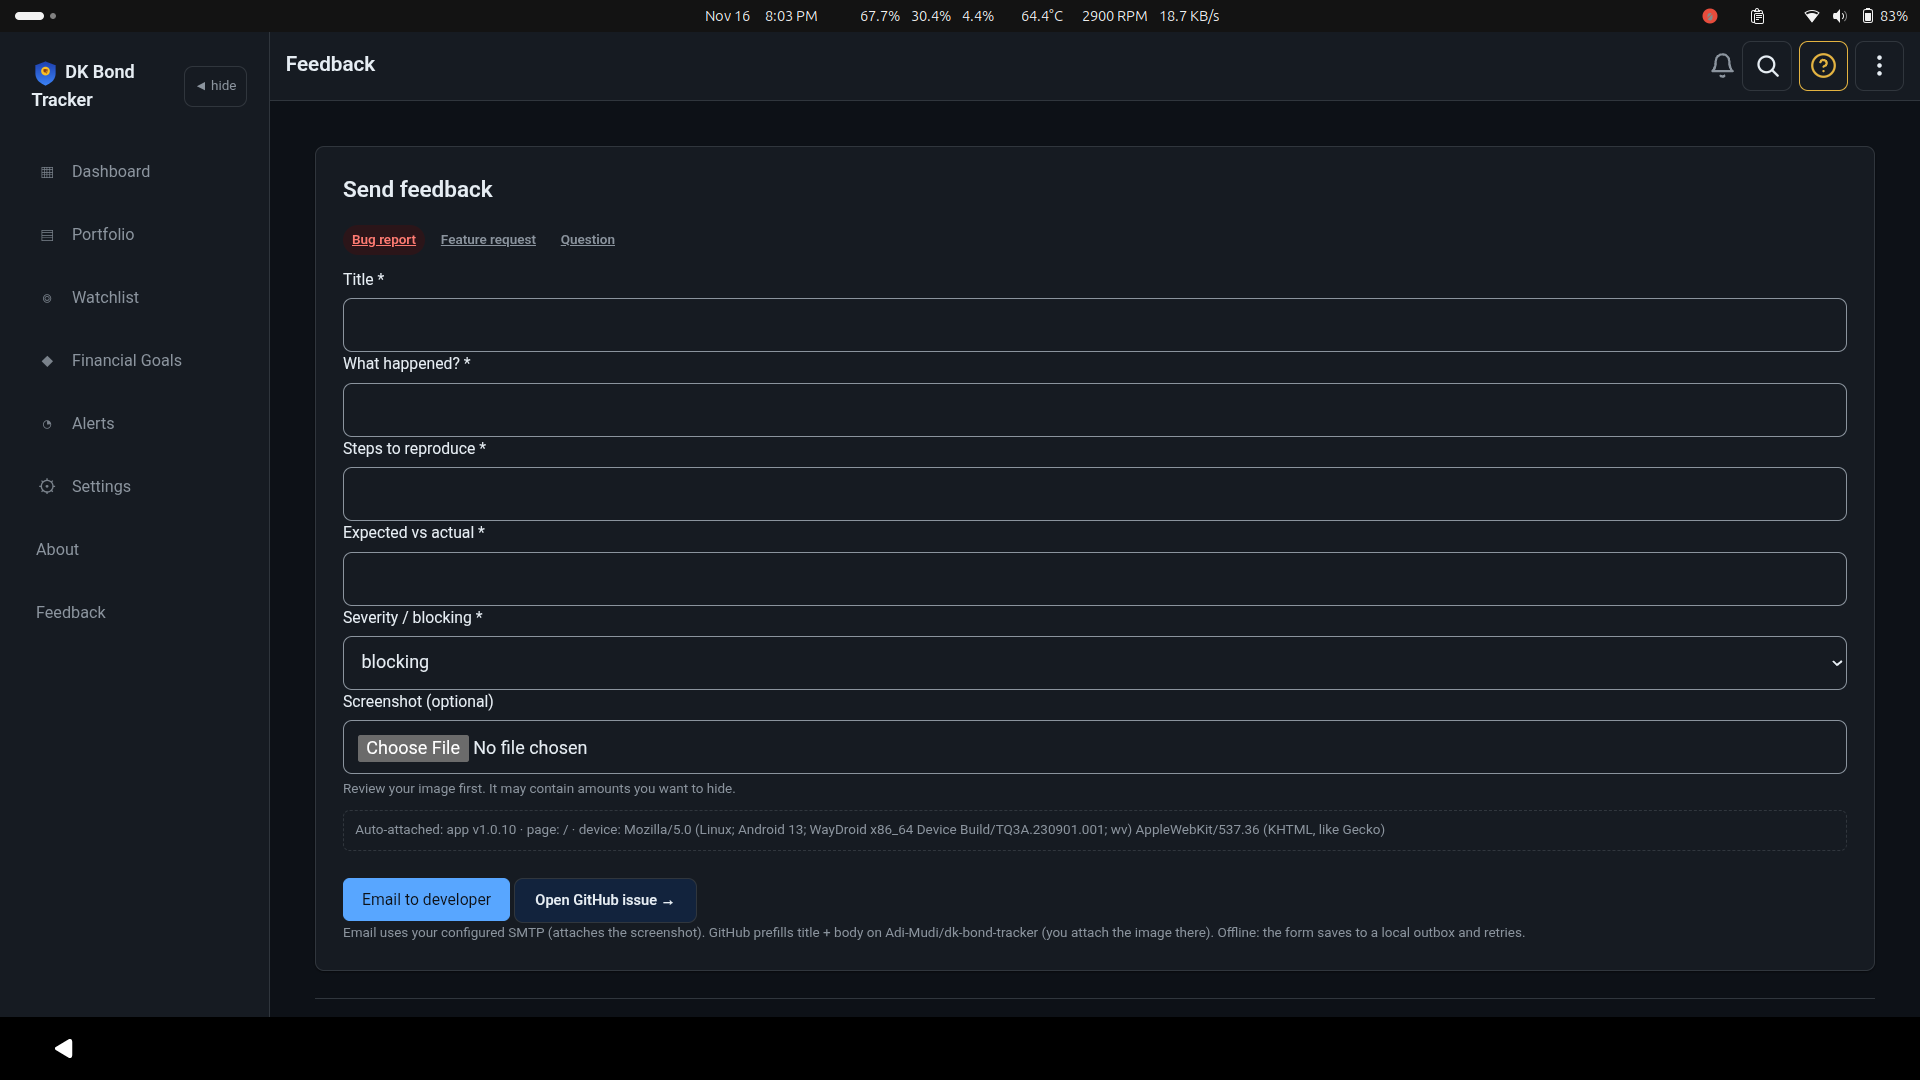 Nov 16 8:03 PM 67.7% 30.4% 4.4% 64.4°C 2900 RPM 18.7 KB/s 83%
DK Bond
Tracker
◄ hide
Feedback
Dashboard
Portfolio
Watchlist
Financial Goals
Alerts
Settings
About
Feedback
Send feedback
Bug report Feature request Question
Title *
What happened? *
Steps to reproduce *
Expected vs actual *
Severity / blocking *
blocking
Screenshot (optional)
Choose File No file chosen
Review your image first. It may contain amounts you want to hide.
Auto-attached: app v1.0.10 · page: / · device: Mozilla/5.0 (Linux; Android 13; WayDroid x86_64 Device Build/TQ3A.230901.001; wv) AppleWebKit/537.36 (KHTML, like Gecko)
Email to developer Open GitHub issue →
Email uses your configured SMTP (attaches the screenshot). GitHub prefills title + body on Adi-Mudi/dk-bond-tracker (you attach the image there). Offline: the form saves to a local outbox and retries.